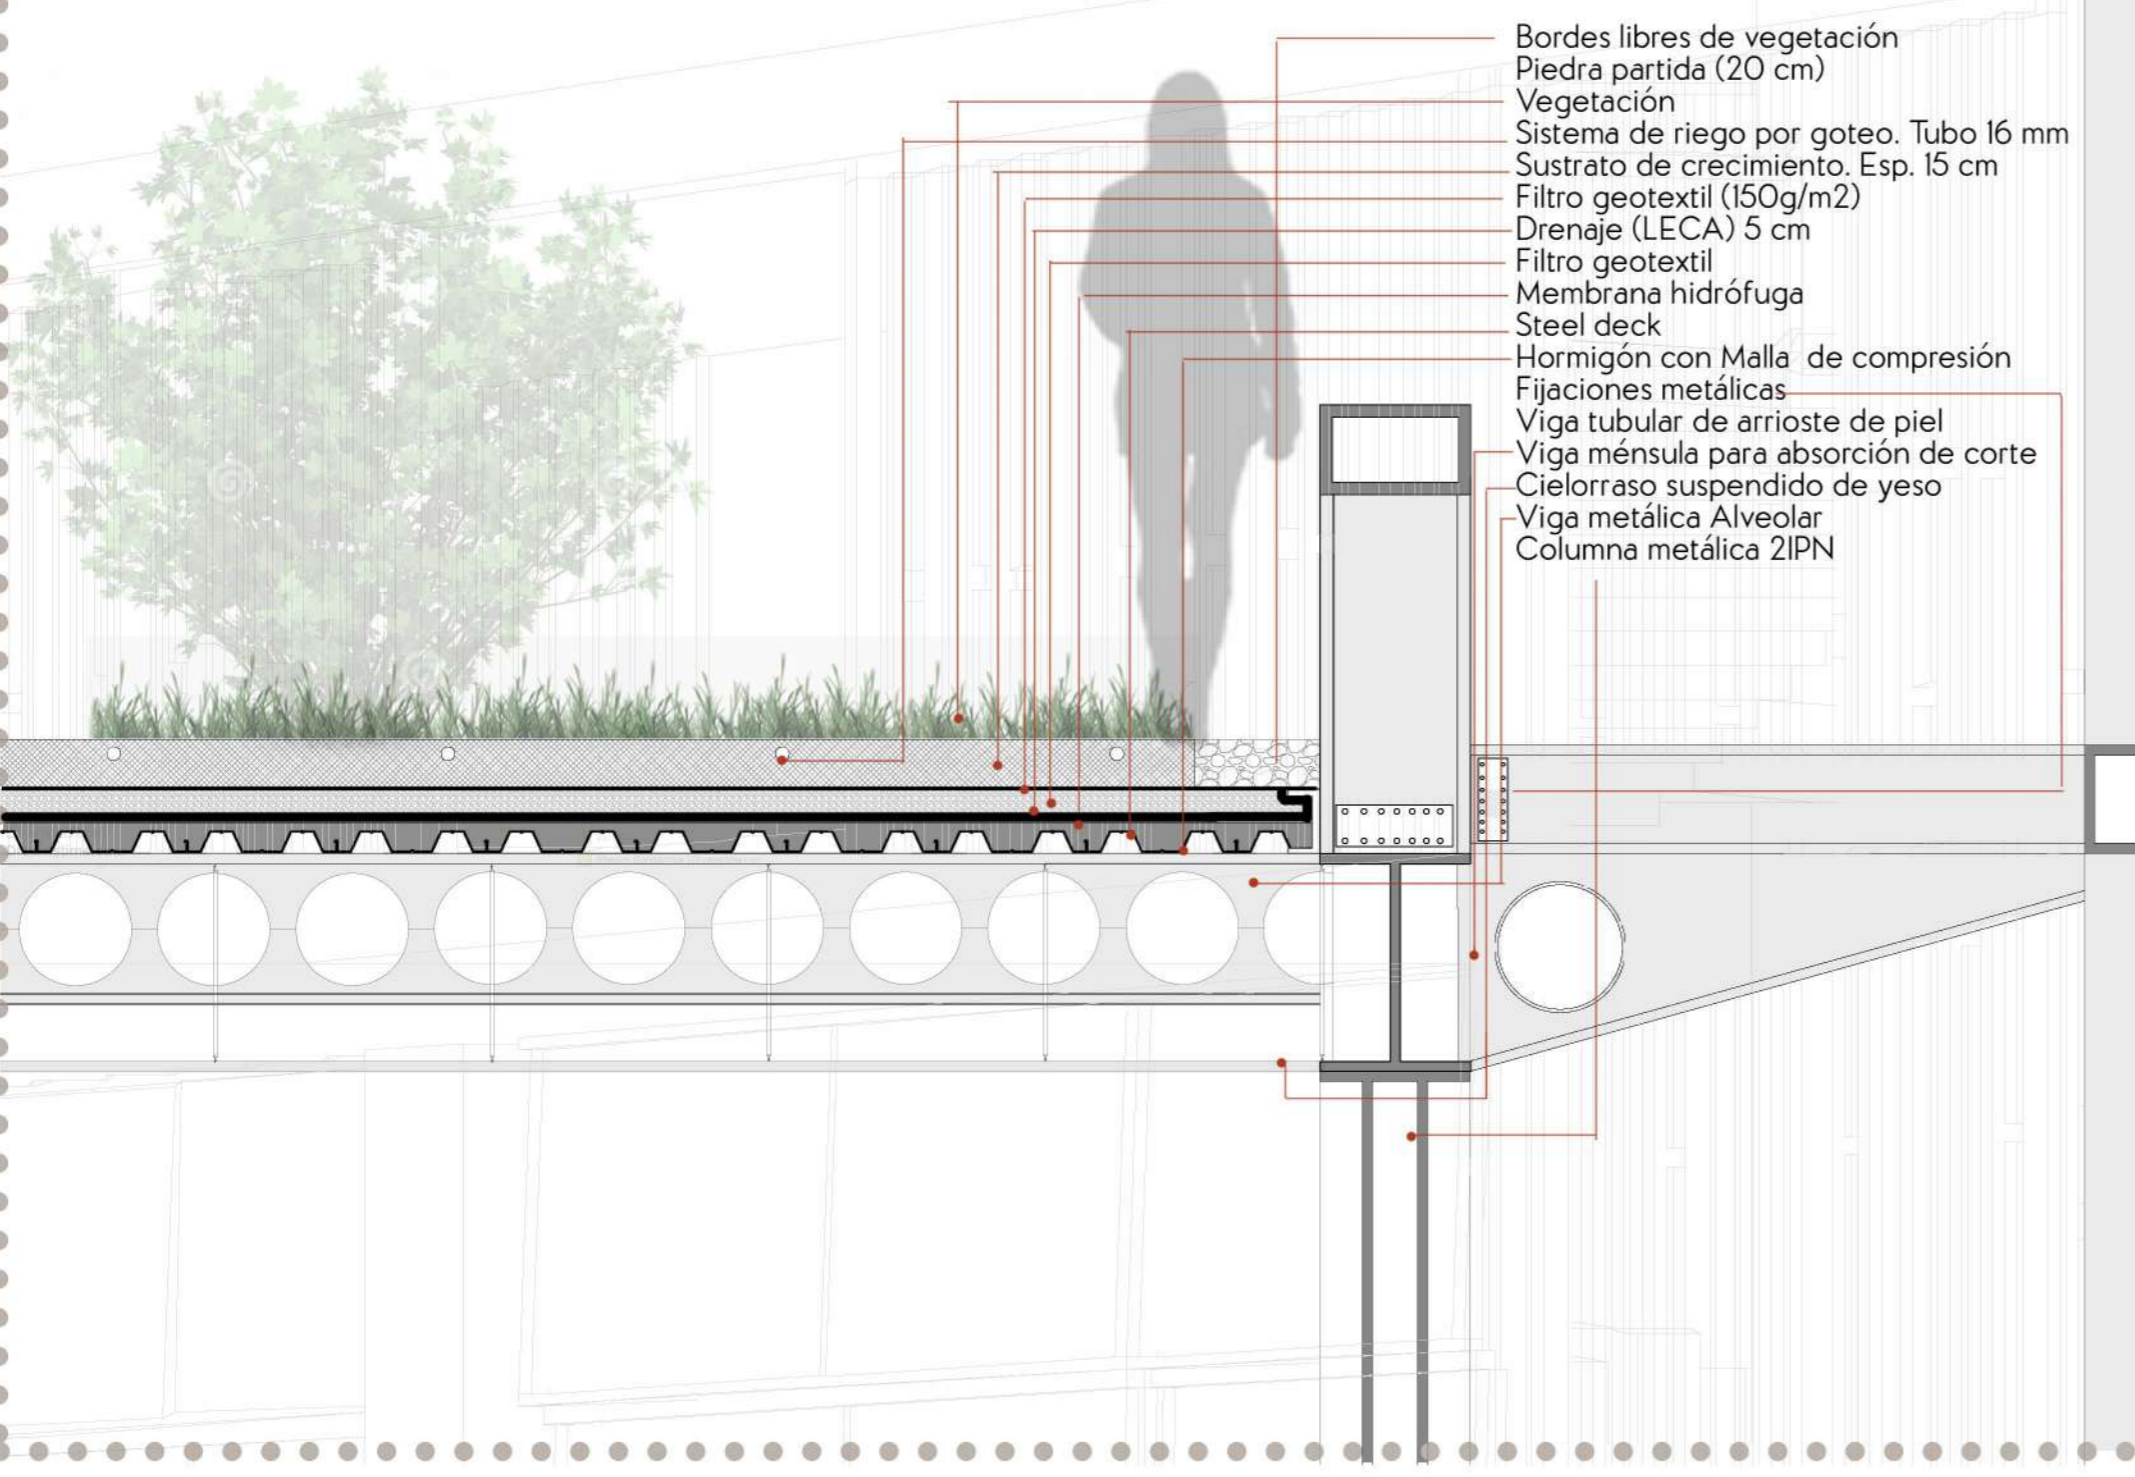 Bordes libres de vegetación
Piedra partida (20 cm)
Vegetación
Sistema de riego por goteo. Tubo 16 mm
Sustrato de crecimiento. Esp. 15 cm
Filtro geotextil (150g/m2)
Drenaje (LECA) 5 cm
Filtro geotextil
Membrana hidrófuga
Steel deck
Hormigón con Malla de compresión
Fijaciones metálicas
Viga tubular de arrioste de piel
Viga ménsula para absorción de corte
Cielorraso suspendido de yeso
Viga metálica Alveolar
Columna metálica 2IPN